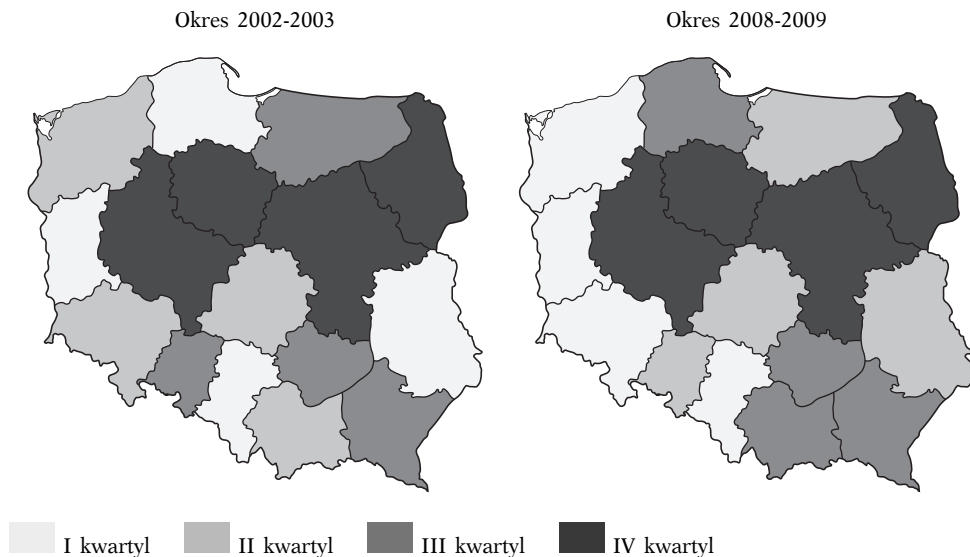 Okres 2002-2003
Okres 2008-2009
I kwartyl
II kwartyl
III kwartyl
IV kwartyl